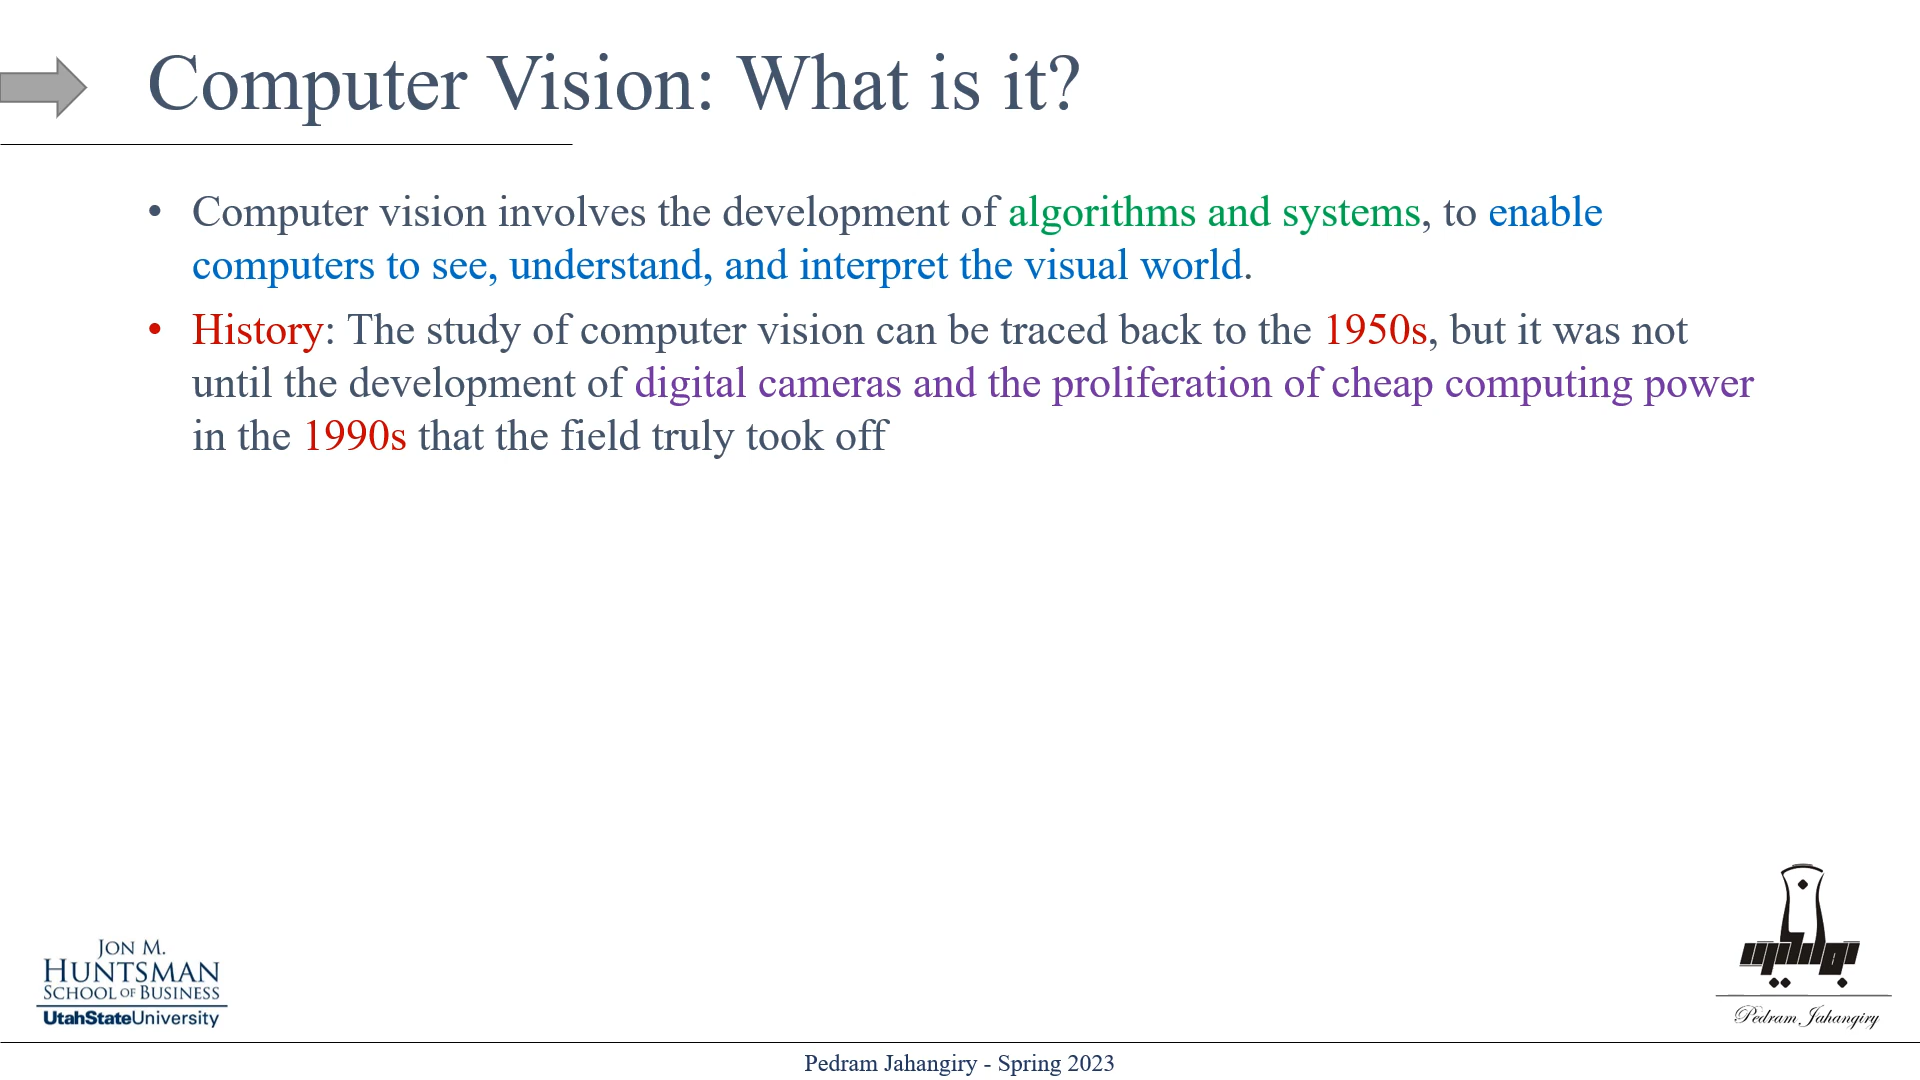 Computer Vision: What is it?
• Computer vision involves the development of algorithms and systems, to enable
computers to see, understand, and interpret the visual world.
• History: The study of computer vision can be traced back to the 1950s, but it was not
until the development of digital cameras and the proliferation of cheap computing power
in the 1990s that the field truly took off
JON M.
HUNTSMAN
SCHOOL OF BUSINESS
UtahStateUniversity
Pedram Jahangiry
Pedram Jahangiry - Spring 2023